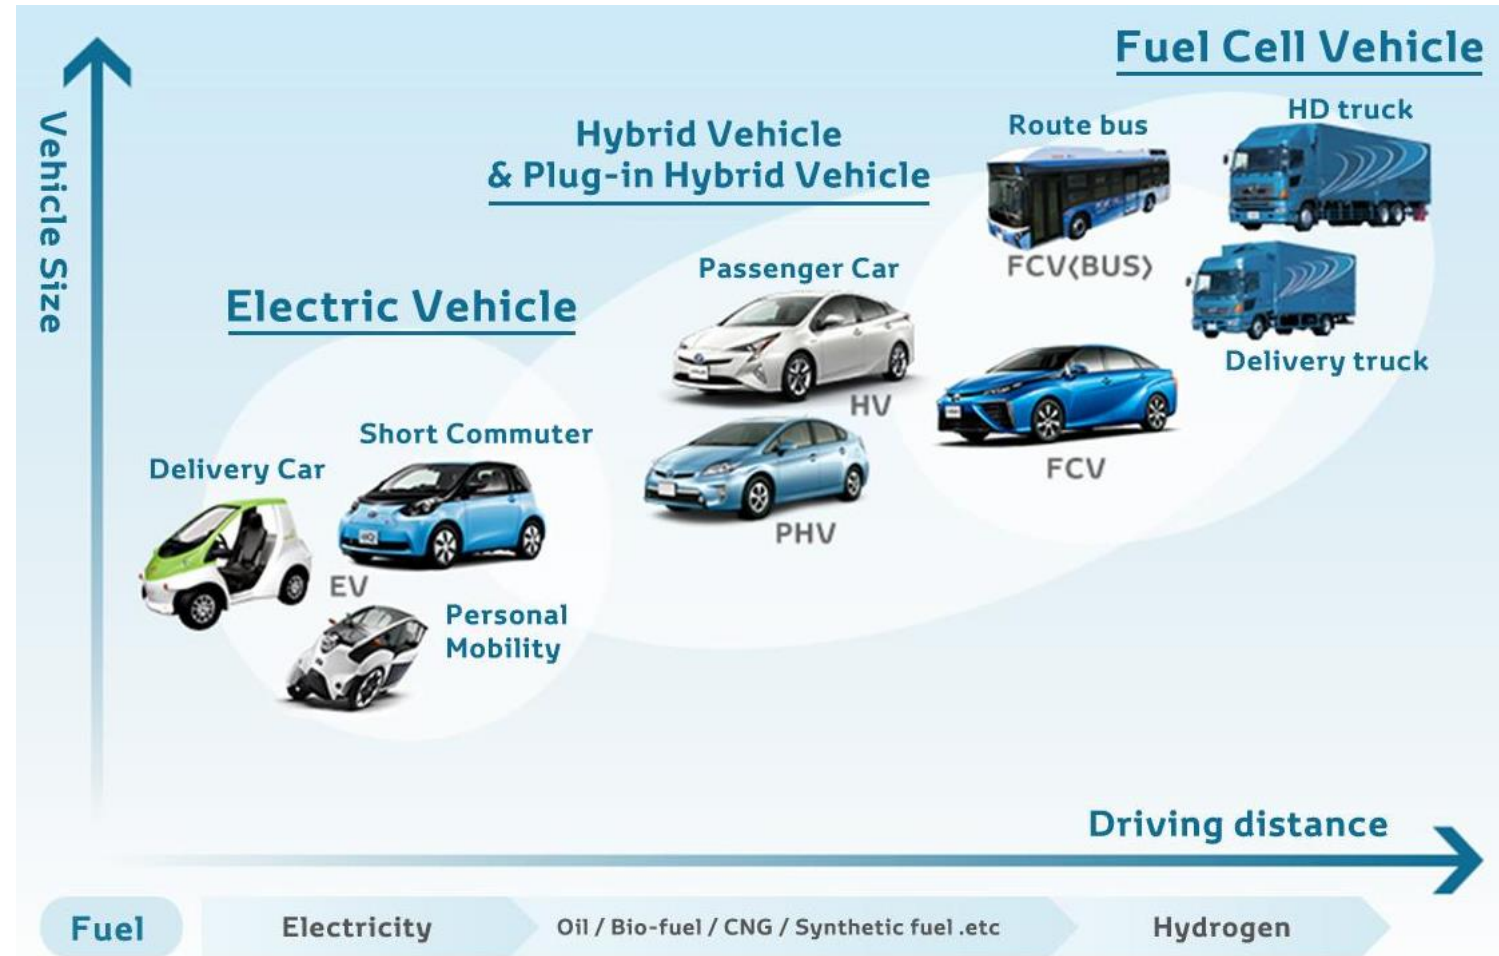 Fuel Cell Vehicle
HD truck
Route bus
Hybrid Vehicle
& Plug-in Hybrid Vehicle
Vehicle Size
FCV(BUS)
Passenger Car
Electric Vehicle
Delivery truck
HV
Short Commuter
FCV
Delivery Car
PHV
EV
Personal
Mobility
Driving distance
Fuel
Electricity
Oil / Bio-fuel / CNG / Synthetic fuel .etc
Hydrogen